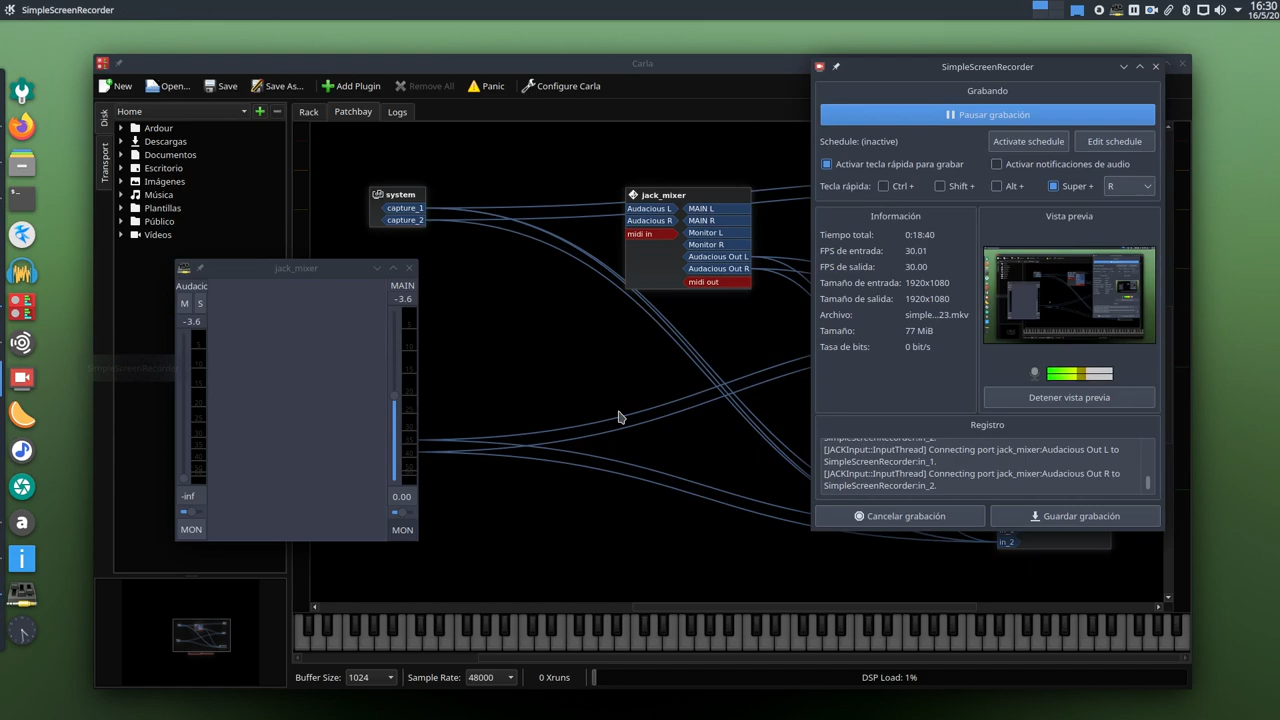 SimpleScreenRecorder
16:30
16/5/20
Carla
New
Open...
Save
Save As...
Add Plugin
Remove All
Panic
Configure Carla
Disk
Transport
Home
Ardour
Descargas
Documentos
Escritorio
Imágenes
Música
Plantillas
Público
Vídeos
Rack
Patchbay
Logs
system
capture_1
capture_2
jack_mixer
Audacious L
MAIN L
Audacious R
MAIN R
midi in
Monitor L
Monitor R
Audacious Out L
Audacious Out R
midi out
in_2
jack_mixer
Audacic
MAIN
M
S
-3.6
-3.6
-inf
0.00
MON
MON
SimpleScreenRecorder
SimpleScreenRecorder
Grabando
Pausar grabación
Schedule: (inactive)
Activate schedule
Edit schedule
Activar tecla rápida para grabar
Activar notificaciones de audio
Tecla rápida:
Ctrl +
Shift +
Alt +
Super +
R
Información
Vista previa
Tiempo total:
0:18:40
FPS de entrada:
30.01
FPS de salida:
30.00
Tamaño de entrada:
1920x1080
Tamaño de salida:
1920x1080
Archivo:
simple...23.mkv
Tamaño:
77 MiB
Tasa de bits:
0 bit/s
Detener vista previa
Registro
SimpleScreenRecorder:in_2.
[JACKInput::InputThread] Connecting port jack_mixer:Audacious Out L to
SimpleScreenRecorder:in_1.
[JACKInput::InputThread] Connecting port jack_mixer:Audacious Out R to
SimpleScreenRecorder:in_2.
Cancelar grabación
Guardar grabación
Buffer Size:
1024
Sample Rate:
48000
0 Xruns
DSP Load: 1%